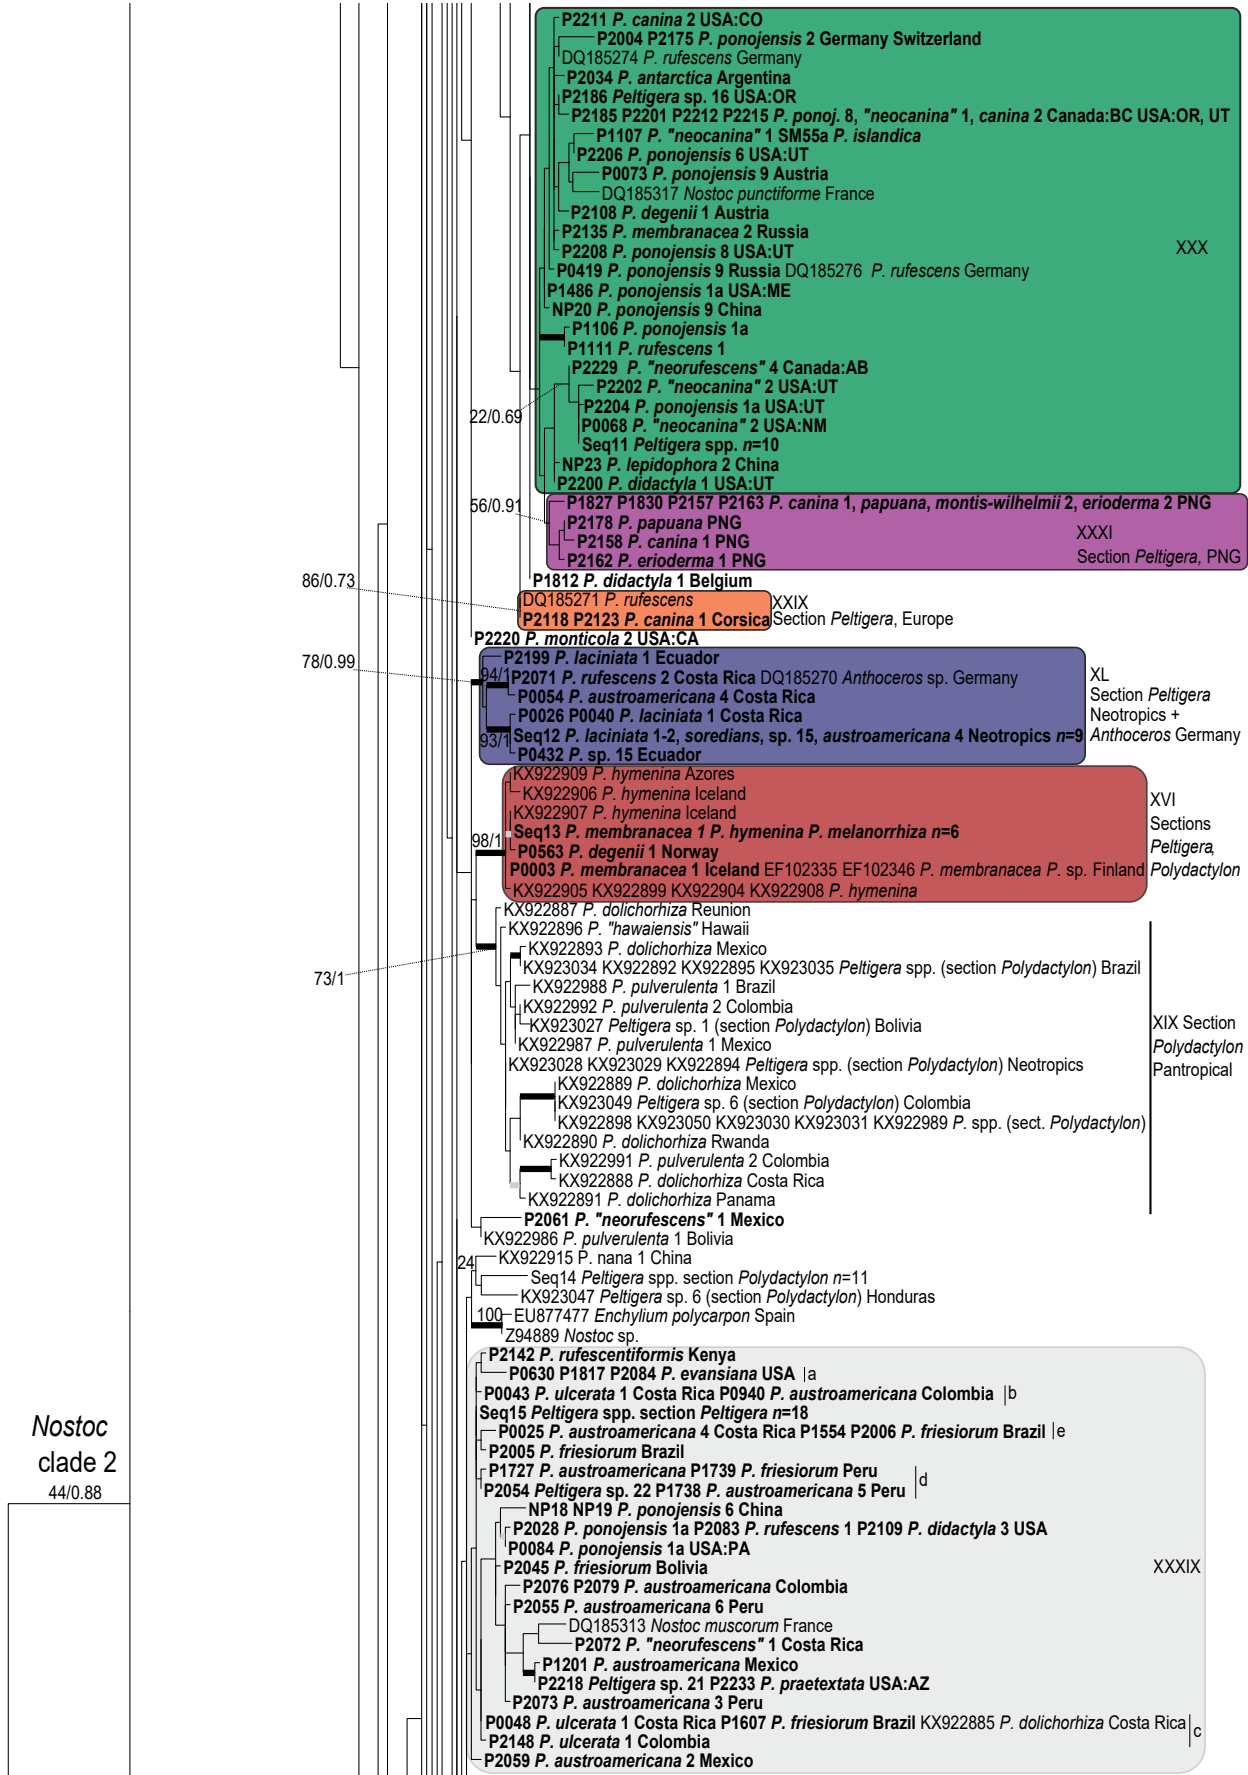 P2211 P. canina 2 USA:CO
P2004 P2175 P. ponojensis 2 Germany Switzerland
DQ185274 P. rufescens Germany
P2034 P. antarctica Argentina
P2186 Peltigera sp. 16 USA:OR
P2185 P2201 P2212 P2215 P. ponoj. 8, "neocanina" 1, canina 2 Canada:BC USA:OR, UT
P1107 P. "neocanina" 1 SM55a P. islandica
P2206 P. ponojensis 6 USA:UT
P0073 P. ponojensis 9 Austria
DQ185317 Nostoc punctiforme France
P2108 P. degenii 1 Austria
P2135 P. membranacea 2 Russia
P2208 P. ponojensis 8 USA:UT
XXX
P0419 P. ponojensis 9 Russia DQ185276 P. rufescens Germany
P1486 P. ponojensis 1a USA:ME
NP20 P. ponojensis 9 China
P1106 P. ponojensis 1a
P1111 P. rufescens 1
P2229 P. "neorufescens" 4 Canada:AB
P2202 P. "neocanina" 2 USA:UT
P2204 P. ponojensis 1a USA:UT
22/0.69
P0068 P. "neocanina" 2 USA:NM
Seq11 Peltigera spp. n=10
NP23 P. lepidophora 2 China
P2200 P. didactyla 1 USA:UT
56/0.91
P1827 P1830 P2157 P2163 P. canina 1, papuana, montis-wilhelmii 2, erioderma 2 PNG
P2178 P. papuana PNG
P2158 P. canina 1 PNG
P2162 P. erioderma 1 PNG
XXXI
Section Peltigera, PNG
86/0.73
P1812 P. didactyla 1 Belgium
DQ185271 P. rufescens
P2118 P2123 P. canina 1 Corsica
XXIX
Section Peltigera, Europe
P2220 P. monticola 2 USA:CA
78/0.99
P2199 P. laciniata 1 Ecuador
94/1
P2071 P. rufescens 2 Costa Rica DQ185270 Anthoceros sp. Germany
P0054 P. austroamericana 4 Costa Rica
P0026 P0040 P. laciniata 1 Costa Rica
Seq12 P. laciniata 1-2, soredians, sp. 15, austroamericana 4 Neotropics n=9
93/1
P0432 P. sp. 15 Ecuador
XL
Section Peltigera
Neotropics +
Anthoceros Germany
KX922909 P. hymenina Azores
KX922906 P. hymenina Iceland
KX922907 P. hymenina Iceland
Seq13 P. membranacea 1 P. hymenina P. melanorrhiza n=6
98/1
P0563 P. degenii 1 Norway
P0003 P. membranacea 1 Iceland EF102335 EF102346 P. membranacea P. sp. Finland
KX922905 KX922899 KX922904 KX922908 P. hymenina
XVI
Sections
Peltigera,
Polydactylon
KX922887 P. dolichorhiza Reunion
KX922896 P. "hawaiensis" Hawaii
KX922893 P. dolichorhiza Mexico
KX923034 KX922892 KX922895 KX923035 Peltigera spp. (section Polydactylon) Brazil
73/1
KX922988 P. pulverulenta 1 Brazil
KX922992 P. pulverulenta 2 Colombia
KX923027 Peltigera sp. 1 (section Polydactylon) Bolivia
KX922987 P. pulverulenta 1 Mexico
KX923028 KX923029 KX922894 Peltigera spp. (section Polydactylon) Neotropics
KX922889 P. dolichorhiza Mexico
KX923049 Peltigera sp. 6 (section Polydactylon) Colombia
KX922898 KX923050 KX923030 KX923031 KX922989 P. spp. (sect. Polydactylon)
KX922890 P. dolichorhiza Rwanda
KX922991 P. pulverulenta 2 Colombia
KX922888 P. dolichorhiza Costa Rica
KX922891 P. dolichorhiza Panama
XIX Section
Polydactylon
Pantropical
P2061 P. "neorufescens" 1 Mexico
KX922986 P. pulverulenta 1 Bolivia
24
KX922915 P. nana 1 China
Seq14 Peltigera spp. section Polydactylon n=11
KX923047 Peltigera sp. 6 (section Polydactylon) Honduras
100
EU877477 Enchylium polycarpon Spain
Z94889 Nostoc sp.
P2142 P. rufescentiformis Kenya
P0630 P1817 P2084 P. evansiana USA a
P0043 P. ulcerata 1 Costa Rica P0940 P. austroamericana Colombia b
Seq15 Peltigera spp. section Peltigera n=18
P0025 P. austroamericana 4 Costa Rica P1554 P2006 P. friesiorum Brazil e
P2005 P. friesiorum Brazil
P1727 P. austroamericana P1739 P. friesiorum Peru
d
P2054 Peltigera sp. 22 P1738 P. austroamericana 5 Peru
Nostoc
clade 2
44/0.88
NP18 NP19 P. ponojensis 6 China
P2028 P. ponojensis 1a P2083 P. rufescens 1 P2109 P. didactyla 3 USA
P0084 P. ponojensis 1a USA:PA
P2045 P. friesiorum Bolivia
XXXIX
P2076 P2079 P. austroamericana Colombia
P2055 P. austroamericana 6 Peru
DQ185313 Nostoc muscorum France
P2072 P. "neorufescens" 1 Costa Rica
P1201 P. austroamericana Mexico
P2218 Peltigera sp. 21 P2233 P. praetextata USA:AZ
P2073 P. austroamericana 3 Peru
P0048 P. ulcerata 1 Costa Rica P1607 P. friesiorum Brazil KX922885 P. dolichorhiza Costa Rica
c
P2148 P. ulcerata 1 Colombia
P2059 P. austroamericana 2 Mexico